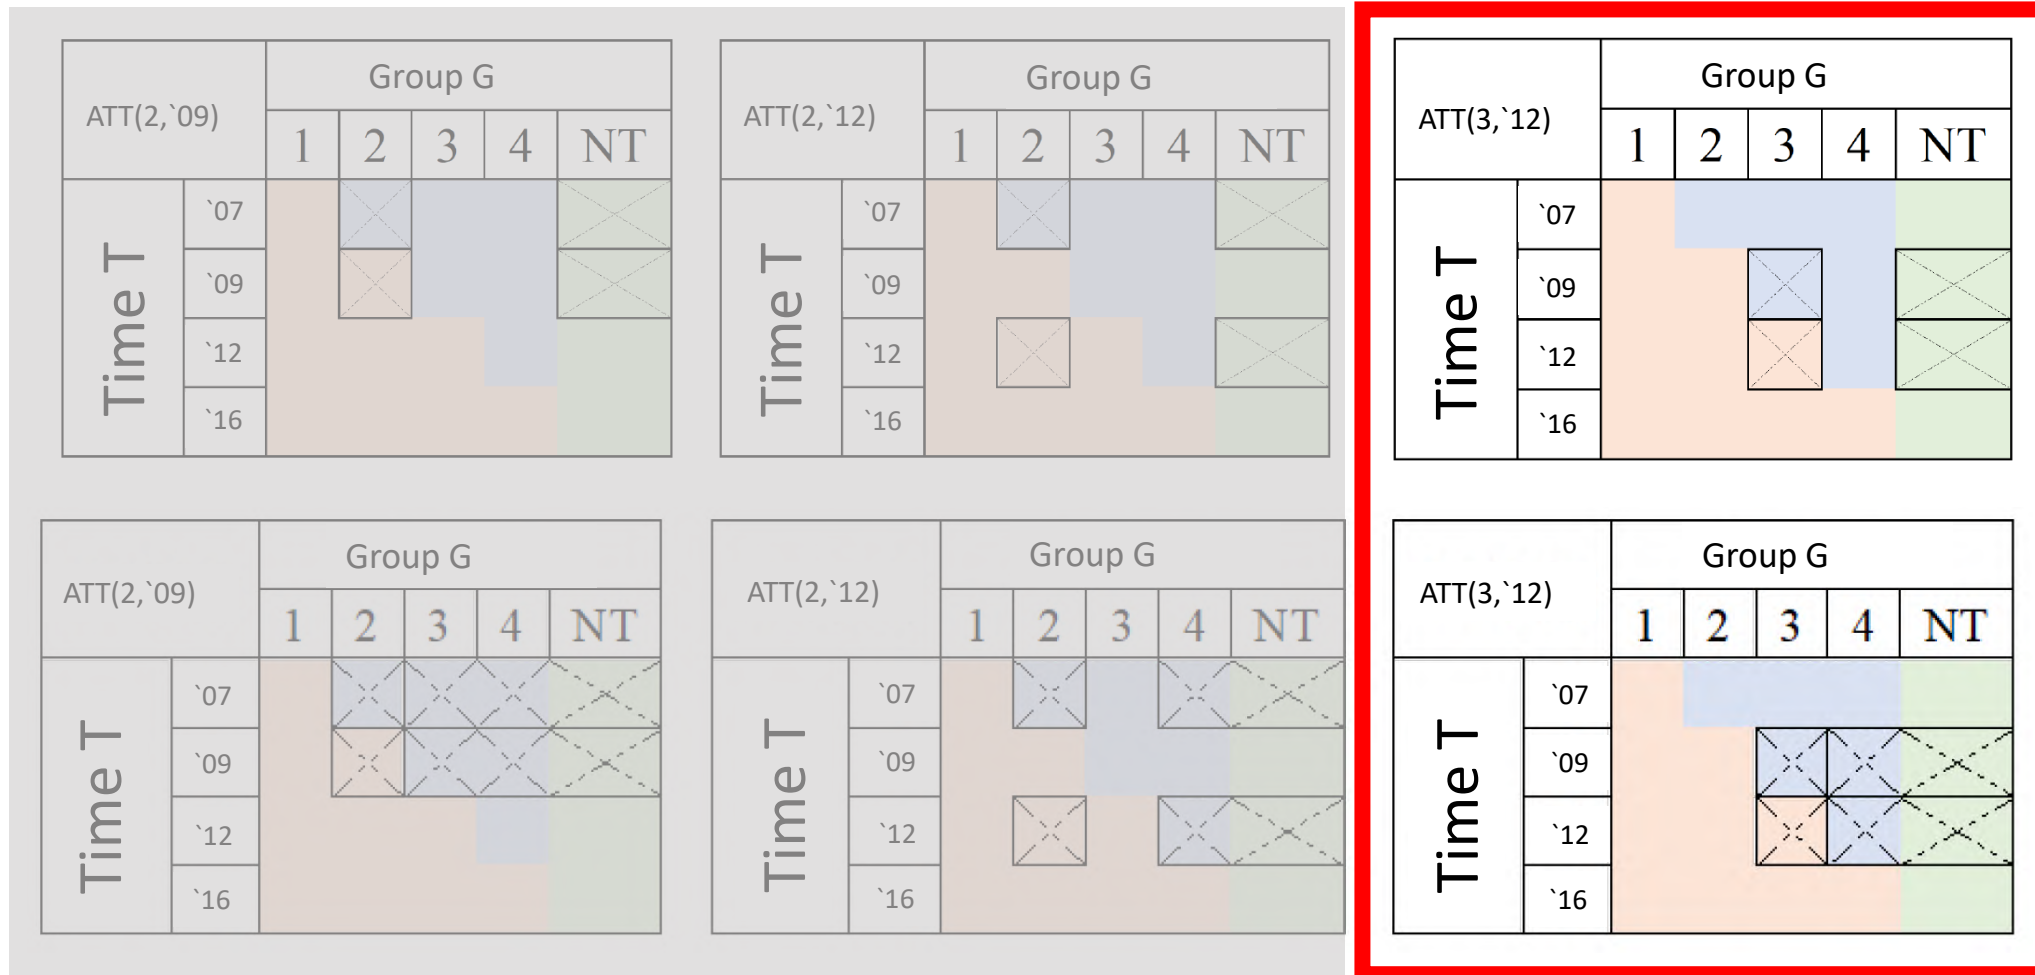 Group G
ATT(2,`09)
1 2 3 4 NT
Time T
`07
`09
`12
`16
Group G
ATT(2,`12)
1 2 3 4 NT
Time T
`07
`09
`12
`16
Group G
ATT(3,`12)
1 2 3 4 NT
Time T
`07
`09
`12
`16
Group G
ATT(2,`09)
1 2 3 4 NT
Time T
`07
`09
`12
`16
Group G
ATT(2,`12)
1 2 3 4 NT
Time T
`07
`09
`12
`16
Group G
ATT(3,`12)
1 2 3 4 NT
Time T
`07
`09
`12
`16